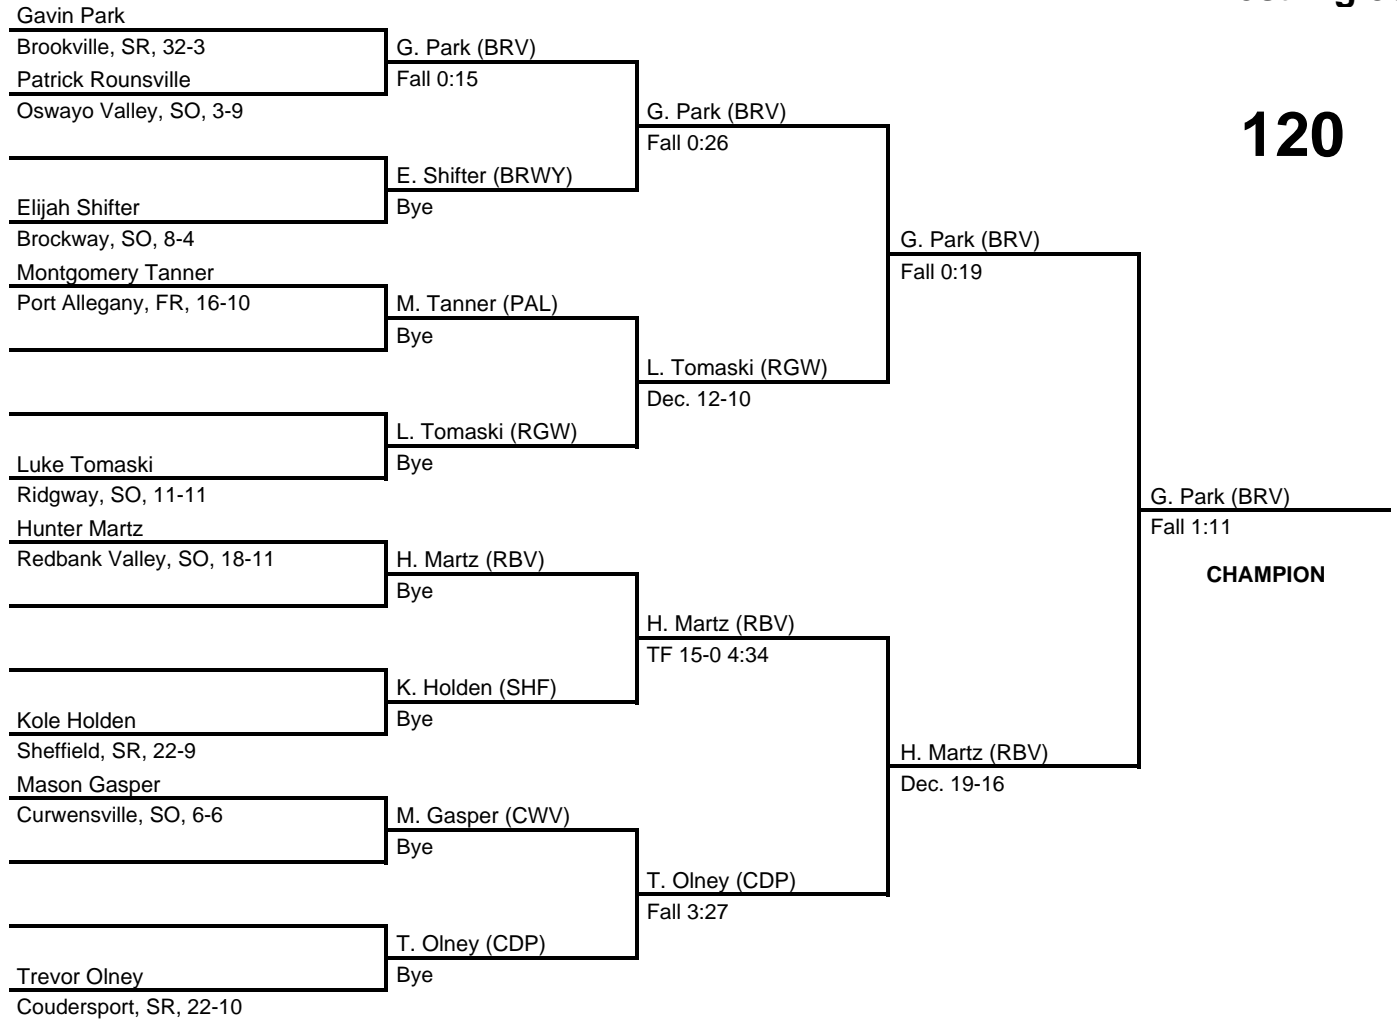 Gavin Park
Brookville, SR, 32-3
Patrick Rounsville
Oswayo Valley, SO, 3-9
Elijah Shifter
Brockway, SO, 8-4
Montgomery Tanner
Port Allegany, FR, 16-10
Luke Tomaski
Ridgway, SO, 11-11
Hunter Martz
Redbank Valley, SO, 18-11
Kole Holden
Sheffield, SR, 22-9
Mason Gasper
Curwensville, SO, 6-6
Trevor Olney
Coudersport, SR, 22-10
G. Park (BRV)
Fall 0:15
E. Shifter (BRWY)
Bye
M. Tanner (PAL)
Bye
L. Tomaski (RGW)
Bye
H. Martz (RBV)
Bye
K. Holden (SHF)
Bye
M. Gasper (CWV)
Bye
T. Olney (CDP)
Bye
G. Park (BRV)
Fall 0:26
L. Tomaski (RGW)
Dec. 12-10
H. Martz (RBV)
TF 15-0 4:34
T. Olney (CDP)
Fall 3:27
G. Park (BRV)
Fall 0:19
H. Martz (RBV)
Dec. 19-16
120
G. Park (BRV)
Fall 1:11
CHAMPION